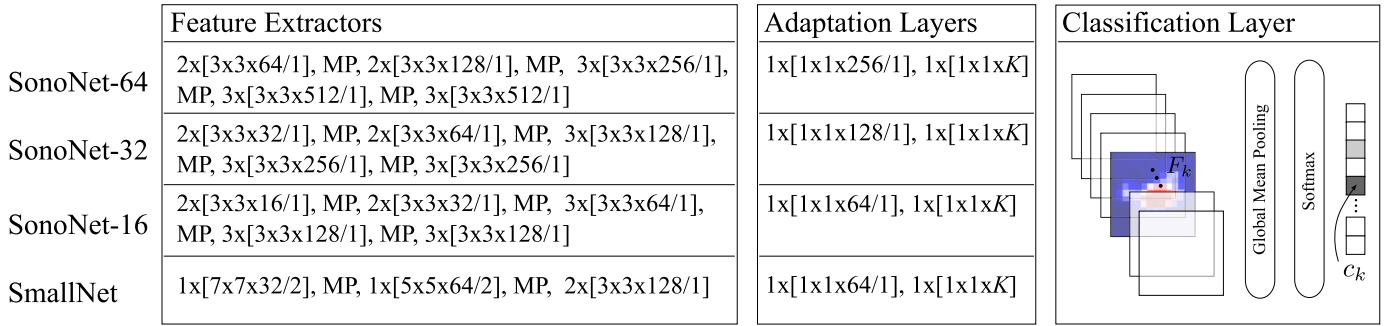 Feature Extractors
Adaptation Layers
Classification Layer
SonoNet-64
2x[3x3x64/1], MP, 2x[3x3x128/1], MP, 3x[3x3x256/1],
MP, 3x[3x3x512/1], MP, 3x[3x3x512/1]
1x[1x1x256/1], 1x[1x1xK]
SonoNet-32
2x[3x3x32/1], MP, 2x[3x3x64/1], MP, 3x[3x3x128/1],
MP, 3x[3x3x256/1], MP, 3x[3x3x256/1]
1x[1x1x128/1], 1x[1x1xK]
SonoNet-16
2x[3x3x16/1], MP, 2x[3x3x32/1], MP, 3x[3x3x64/1],
MP, 3x[3x3x128/1], MP, 3x[3x3x128/1]
1x[1x1x64/1], 1x[1x1xK]
SmallNet
1x[7x7x32/2], MP, 1x[5x5x64/2], MP, 2x[3x3x128/1]
1x[1x1x64/1], 1x[1x1xK]
F_k
Global Mean Pooling
Softmax
c_k